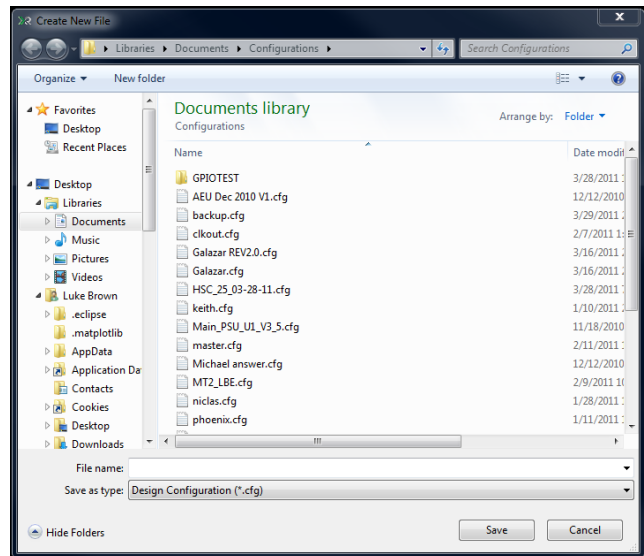 Create New File
x
Libraries Documents Configurations Search Configurations
Organize New folder
Favorites
Desktop
Recent Places
Desktop
Libraries
Documents
Music
Pictures
Videos
Luke Brown
.eclipse
.matplotlib
AppData
Application Da
Contacts
Cookies
Desktop
Downloads
Documents library
Configurations
Arrange by: Folder
Name Date modif
GPIOTEST 3/28/2011
AEU Dec 2010 V1.cfg 12/12/2010
backup.cfg 3/29/2011
clkout.cfg 2/7/2011
Galazar REV2.0.cfg 3/16/2011
Galazar.cfg 3/16/2011
HSC_25_03-28-11.cfg 3/28/2011
keith.cfg 1/10/2011
Main_PSU_U1_V3_5.cfg 11/18/2010
master.cfg 2/11/2011
Michael answer.cfg 12/12/2010
MT2_LBE.cfg 2/9/2011
niclas.cfg 1/28/2011
phoenix.cfg 1/11/2011
File name:
Save as type: Design Configuration (*.cfg)
Hide Folders Save Cancel